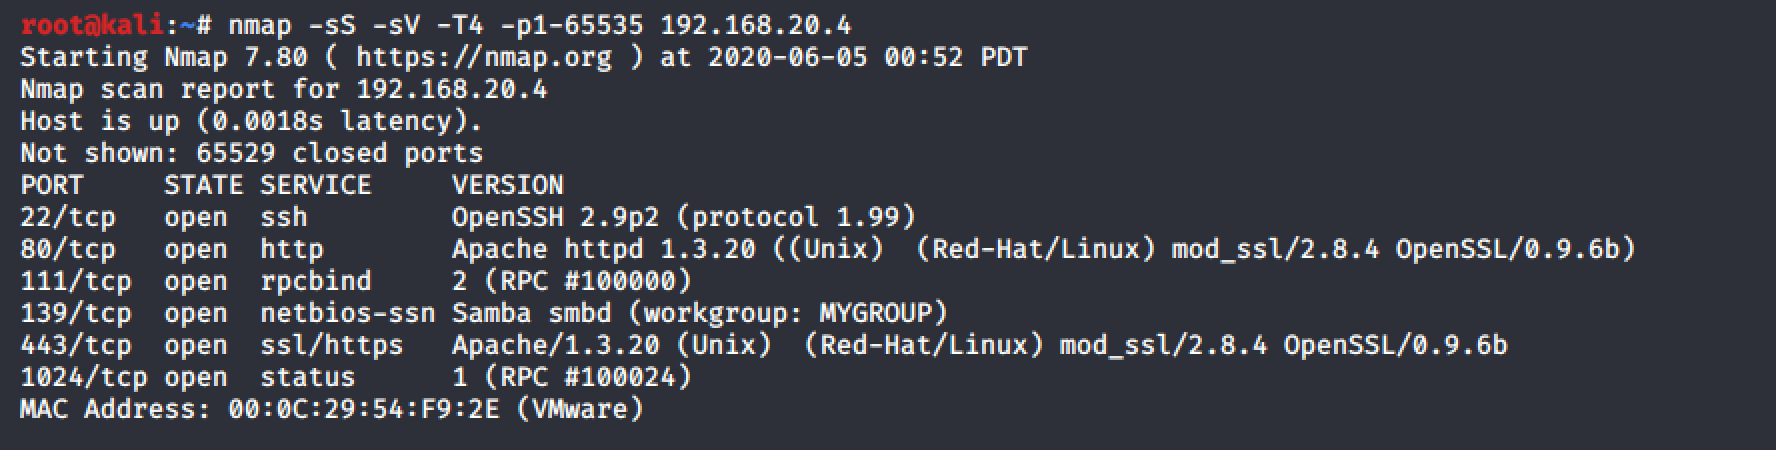 root@kali:~# nmap -sS -sV -T4 -p1-65535 192.168.20.4
Starting Nmap 7.80 ( https://nmap.org ) at 2020-06-05 00:52 PDT
Nmap scan report for 192.168.20.4
Host is up (0.0018s latency).
Not shown: 65529 closed ports
PORT     STATE SERVICE     VERSION
22/tcp   open  ssh         OpenSSH 2.9p2 (protocol 1.99)
80/tcp   open  http        Apache httpd 1.3.20 ((Unix)  (Red-Hat/Linux) mod_ssl/2.8.4 OpenSSL/0.9.6b)
111/tcp  open  rpcbind     2 (RPC #100000)
139/tcp  open  netbios-ssn Samba smbd (workgroup: MYGROUP)
443/tcp  open  ssl/https   Apache/1.3.20 (Unix)  (Red-Hat/Linux) mod_ssl/2.8.4 OpenSSL/0.9.6b
1024/tcp open  status      1 (RPC #100024)
MAC Address: 00:0C:29:54:F9:2E (VMware)